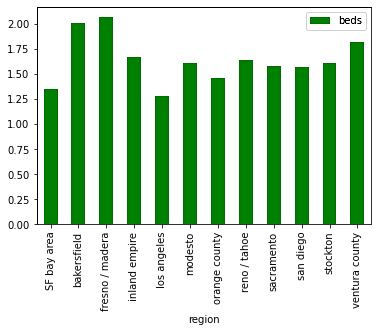 beds
2.00
1.75
1.50
1.25
1.00
0.75
0.50
0.25
0.00
SF bay area
bakersfield
fresno / madera
inland empire
los angeles
modesto
orange county
reno / tahoe
sacramento
san diego
stockton
ventura county
region